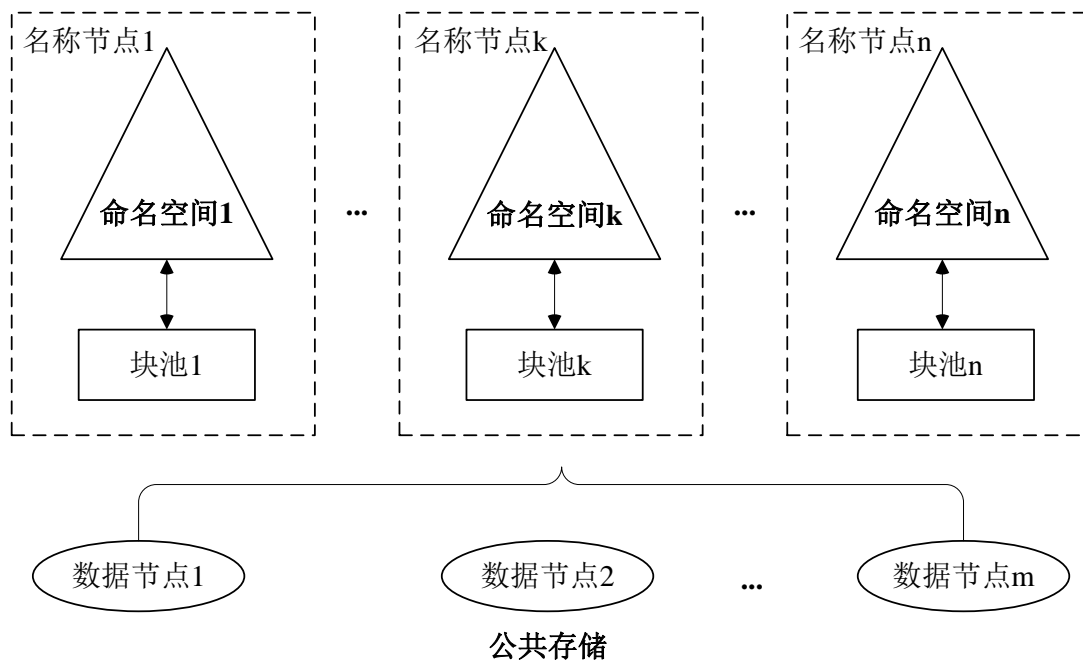 名称节点1
名称节点k
名称节点n
命名空间1
...
命名空间k
...
命名空间n
块池1
块池k
块池n
数据节点1
数据节点2
...
数据节点m
公共存储